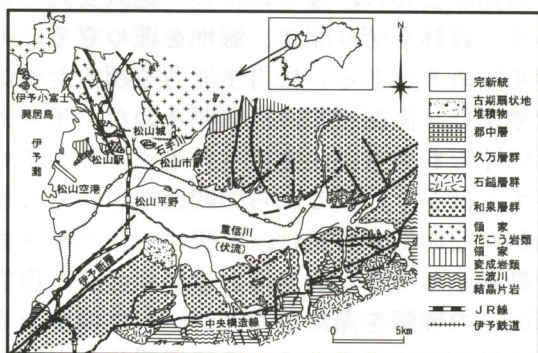 N
完新統
古期扇状地
堆積物
郡中層
久万層群
石鎚層群
和泉層群
領家
花こう岩類
領家
変成岩類
三波川
結晶片岩
JR線
伊予鉄道
伊予小富士
興居島
伊予灘
松山城
石手川
松山駅
松山市駅
松山空港
松山平野
重信川
(伏流)
伊予断層
中央構造線
5km